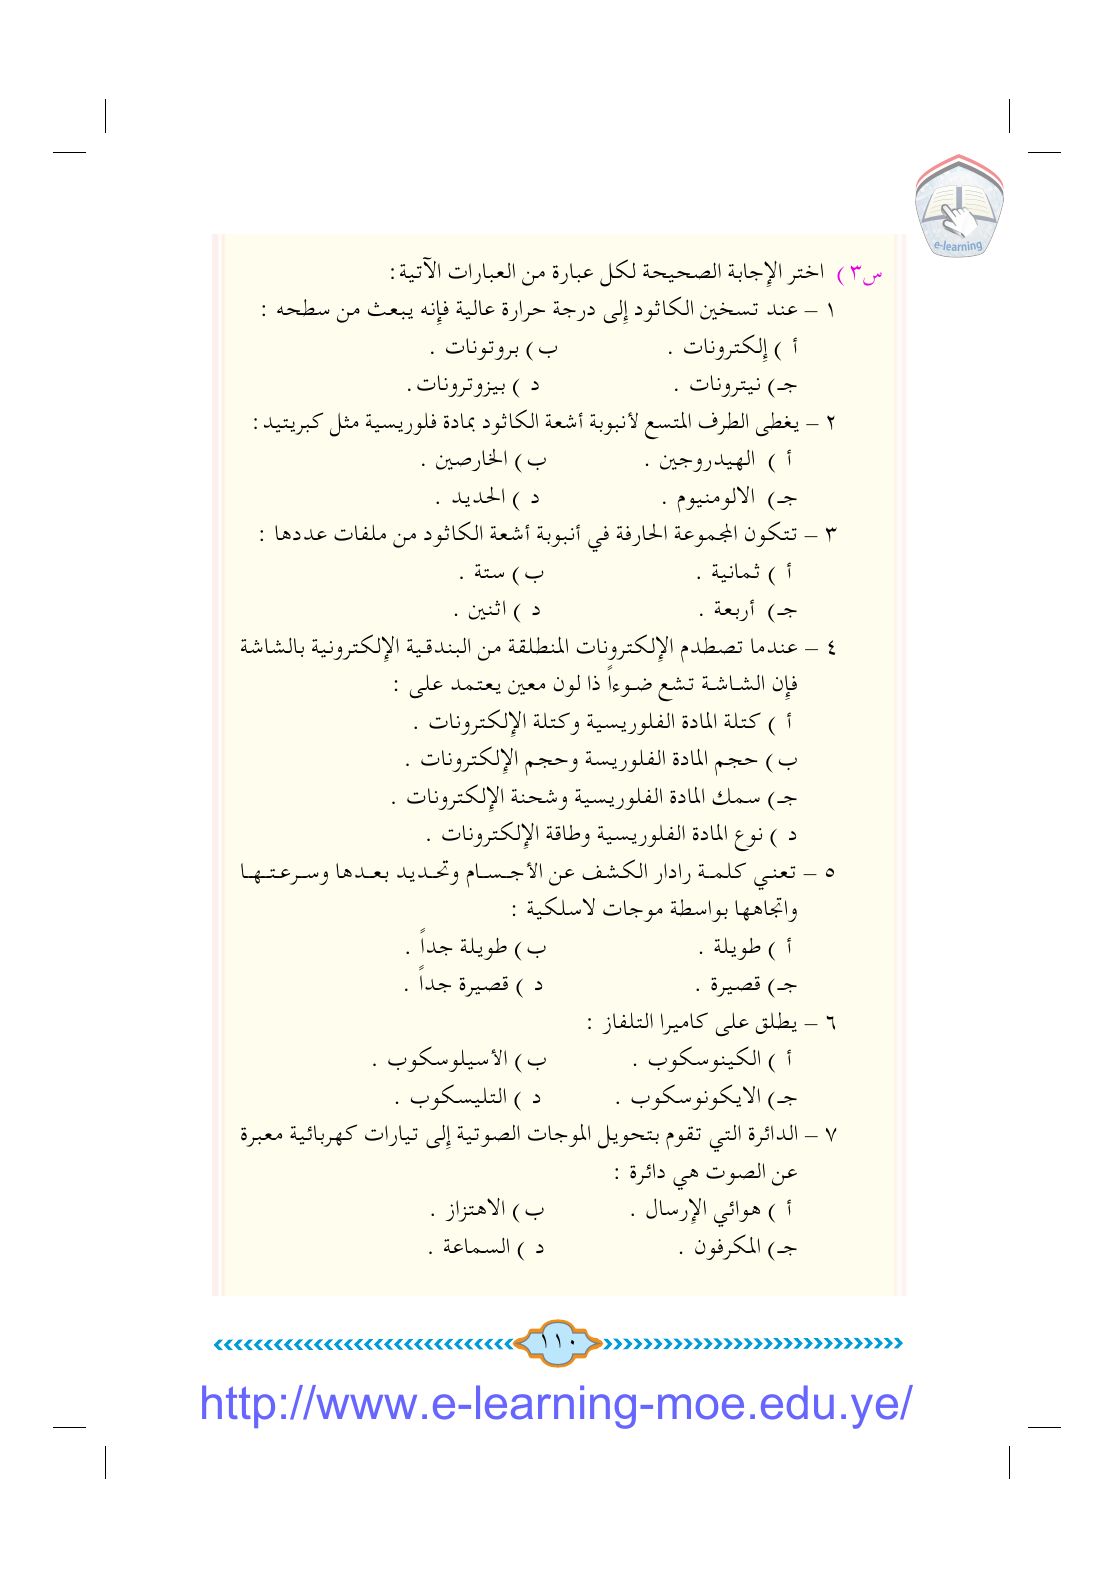 e-learning
س٣ ) اختر الإجابة الصحيحة لكل عبارة من العبارات الآتية :
١ – عند تسخين الكاثود إلى درجة حرارة عالية فإنه يبعث من سطحه :
أ ) إلكترونات . ب ) بروتونات .
جـ) نيترونات . د ) بيزوترونات .
٢ – يغطى الطرف المتسع لأنبوبة أشعة الكاثود بمادة فلوريسية مثل كبريتيد :
أ ) الهيدروجين . ب ) الخارصين .
جـ) الالومنيوم . د ) الحديد .
٣ – تتكون المجموعة الحارفة في أنبوبة أشعة الكاثود من ملفات عددها :
أ ) ثمانية . ب ) ستة .
جـ) أربعة . د ) اثنين .
٤ – عندما تصطدم الإلكترونات المنطلقة من البندقية الإلكترونية بالشاشة
فإن الشاشة تشع ضوءاً ذا لون معين يعتمد على :
أ ) كتلة المادة الفلوريسية وكتلة الإلكترونات .
ب ) حجم المادة الفلوريسة وحجم الإلكترونات .
جـ) سمك المادة الفلوريسية وشحنة الإلكترونات .
د ) نوع المادة الفلوريسية وطاقة الإلكترونات .
٥ – تعني كلمة رادار الكشف عن الأجسام وتحديد بعدها وسرعتها
واتجاهها بواسطة موجات لاسلكية :
أ ) طويلة . ب ) طويلة جداً .
جـ) قصيرة . د ) قصيرة جداً .
٦ – يطلق على كاميرا التلفاز :
أ ) الكينوسكوب . ب ) الأسيلوسكوب .
جـ) الايكونوسكوب . د ) التليسكوب .
٧ – الدائرة التي تقوم بتحويل الموجات الصوتية إلى تيارات كهربائية معبرة
عن الصوت هي دائرة :
أ ) هوائي الإرسال . ب ) الاهتزاز .
جـ) المكرفون . د ) السماعة .
١١٠
http://www.e-learning-moe.edu.ye/